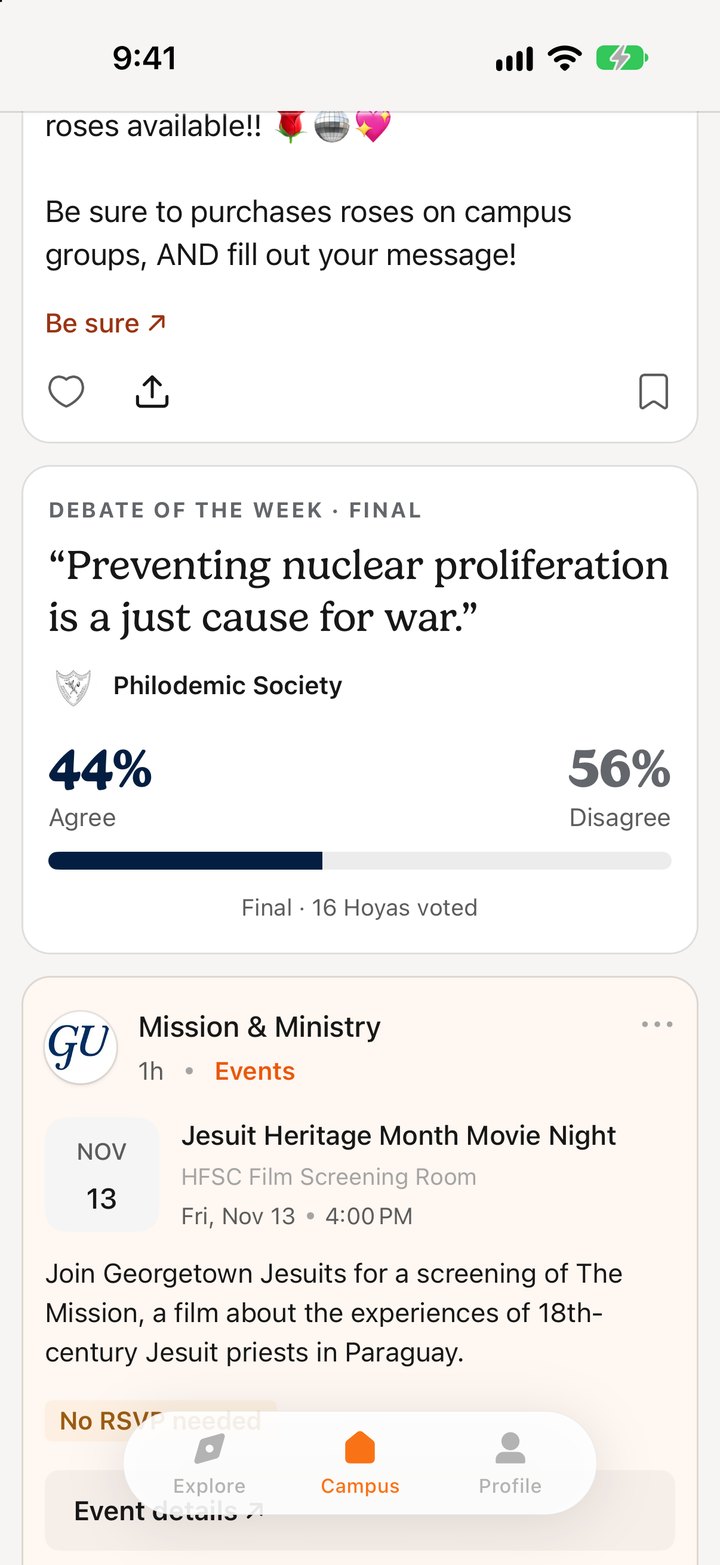 9:41
roses available!! 🌹🪩💖
Be sure to purchases roses on campus
groups, AND fill out your message!
Be sure ↗
DEBATE OF THE WEEK · FINAL
“Preventing nuclear proliferation
is a just cause for war.”
Philodemic Society
44% 56%
Agree Disagree
Final · 16 Hoyas voted
GU
Mission & Ministry
1h • Events
NOV
13
Jesuit Heritage Month Movie Night
HFSC Film Screening Room
Fri, Nov 13 • 4:00 PM
Join Georgetown Jesuits for a screening of The
Mission, a film about the experiences of 18th-
century Jesuit priests in Paraguay.
No RSVP needed
Event details ↗
Explore Campus Profile